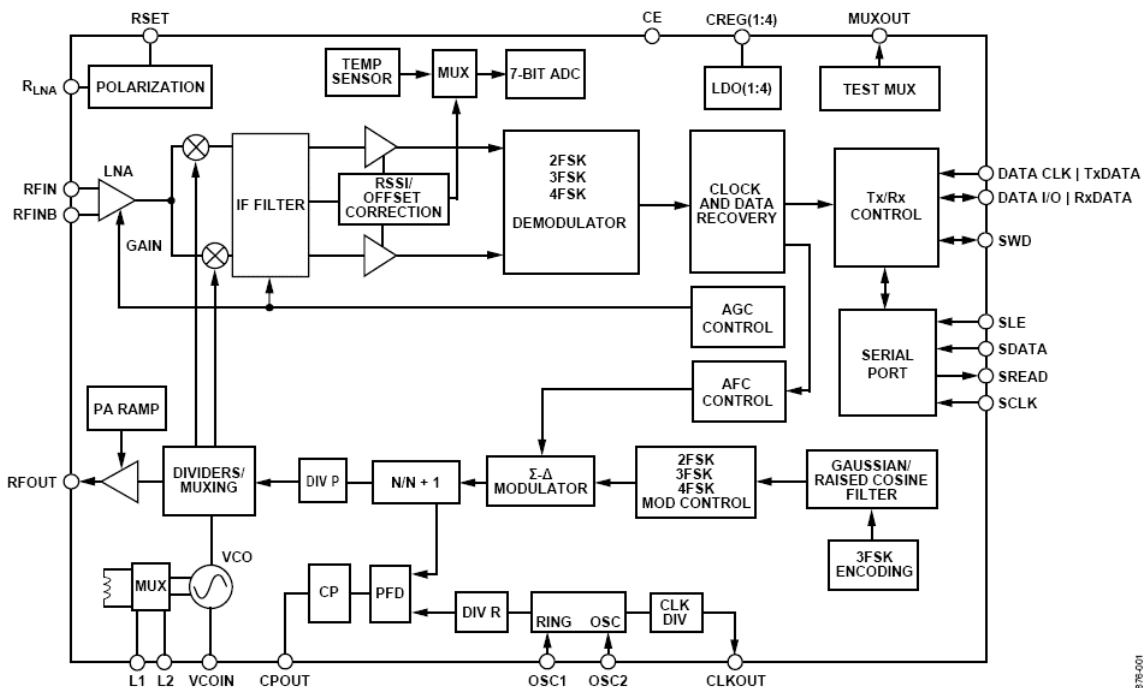 RSET
CE
CREG(1:4)
MUXOUT
RLNA
POLARIZATION
TEMP
SENSOR
MUX
7-BIT ADC
LDO(1:4)
TEST MUX
LNA
RFIN
RFINB
GAIN
IF FILTER
RSSI/
OFFSET
CORRECTION
2FSK
3FSK
4FSK
DEMODULATOR
CLOCK
AND DATA
RECOVERY
Tx/Rx
CONTROL
DATA CLK | TxDATA
DATA I/O | RxDATA
SWD
AGC
CONTROL
SERIAL
PORT
SLE
SDATA
SREAD
SCLK
AFC
CONTROL
PA RAMP
RFOUT
DIVIDERS/
MUXING
DIV P
N/N + 1
Σ-Δ
MODULATOR
2FSK
3FSK
4FSK
MOD CONTROL
GAUSSIAN/
RAISED COSINE
FILTER
3FSK
ENCODING
VCO
MUX
CP
PFD
DIV R
RING
OSC
CLK
DIV
L1
L2
VCOIN
CPOUT
OSC1
OSC2
CLKOUT